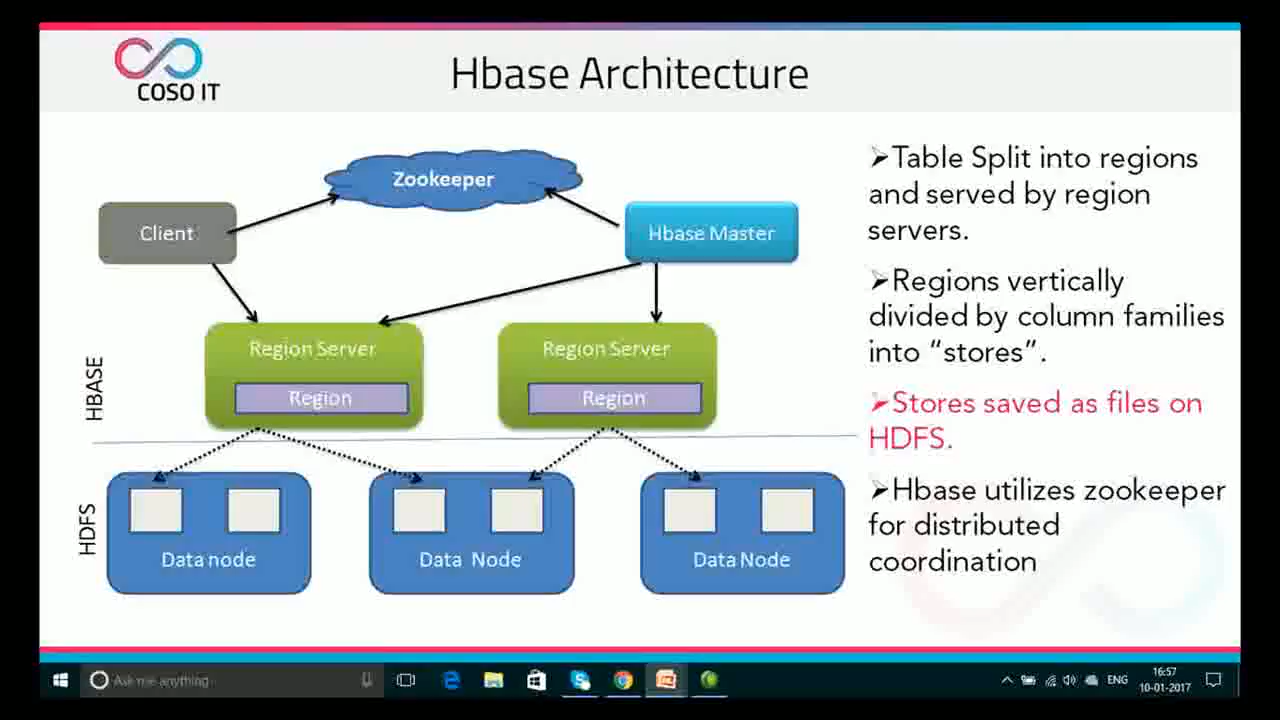 COSO IT
Hbase Architecture
Zookeeper
Client
Hbase Master
Region Server
Region Server
Region
Region
HBASE
HDFS
Data node
Data Node
Data Node
➤Table Split into regions
and served by region
servers.
➤Regions vertically
divided by column families
into “stores”.
➤Stores saved as files on
HDFS.
➤Hbase utilizes zookeeper
for distributed
coordination
Ask me anything
ENG
16:57
10-01-2017